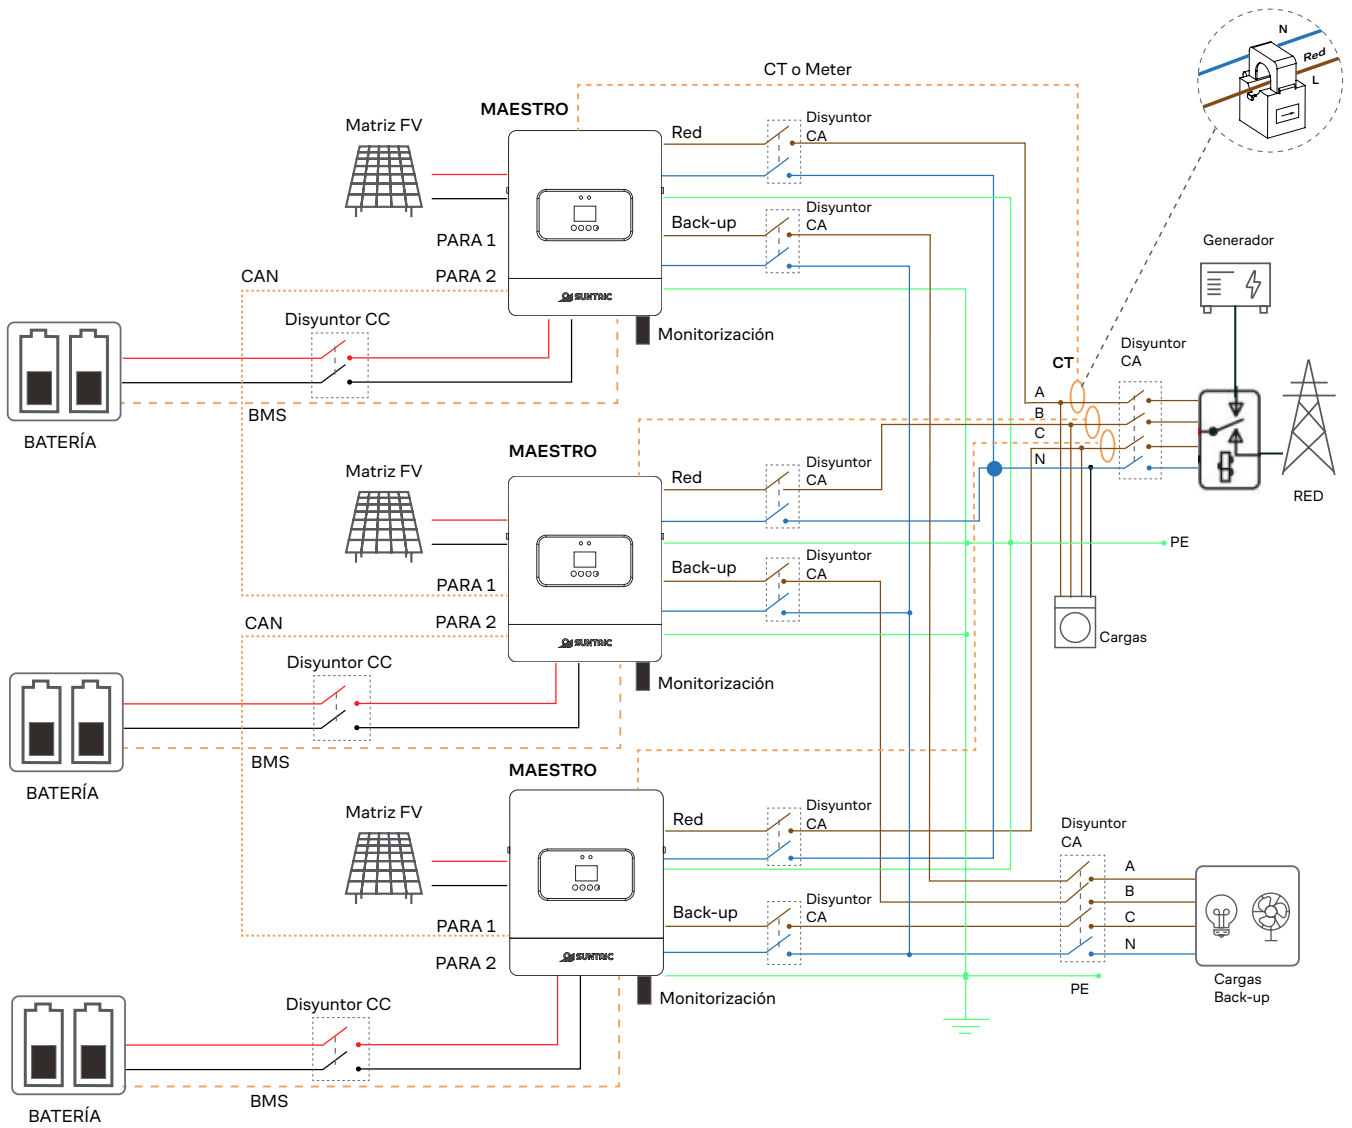 N
Red
L
CT o Meter
MAESTRO
Matriz FV
Red
Disyuntor
CA
Back-up
Disyuntor
CA
PARA 1
PARA 2
CAN
SUNTRIC
Disyuntor CC
Monitorización
BMS
BATERÍA
Generador
Disyuntor
CA
CT
A
B
C
N
RED
MAESTRO
Matriz FV
Red
Disyuntor
CA
Back-up
Disyuntor
CA
PE
PARA 1
PARA 2
CAN
SUNTRIC
Disyuntor CC
Monitorización
Cargas
BMS
BATERÍA
MAESTRO
Matriz FV
Red
Disyuntor
CA
Back-up
Disyuntor
CA
PARA 1
PARA 2
SUNTRIC
Disyuntor CC
Monitorización
BMS
BATERÍA
Disyuntor
CA
A
B
C
N
PE
Cargas
Back-up